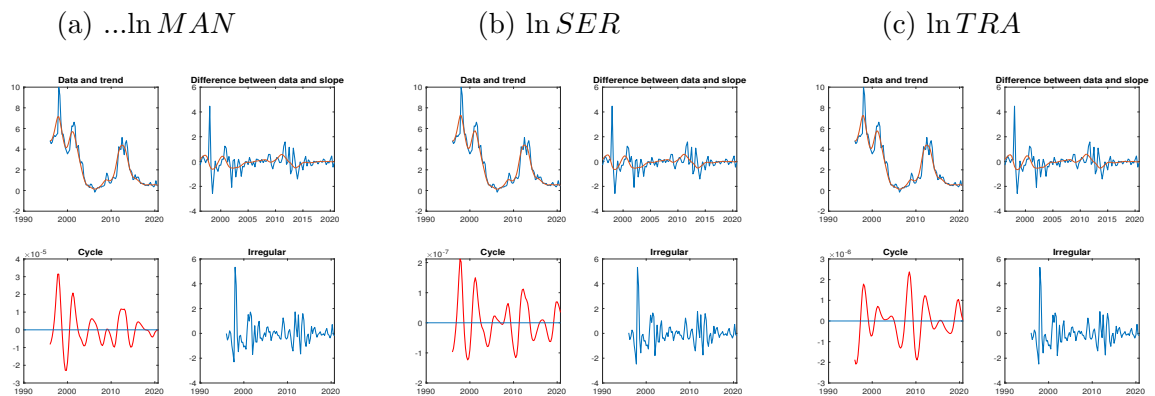 (a) ...ln MAN
(b) ln SER
(c) ln TRA
Data and trend
Difference between data and slope
Data and trend
Difference between data and slope
Data and trend
Difference between data and slope
10
8
6
4
2
0
-2
1990 2000 2010 2020
6
4
2
0
-2
-4
2000 2005 2010 2015 2020
10
8
6
4
2
0
-2
1990 2000 2010 2020
6
4
2
0
-2
-4
2000 2005 2010 2015 2020
10
8
6
4
2
0
-2
1990 2000 2010 2020
6
4
2
0
-2
-4
2000 2005 2010 2015 2020
×10-5
Cycle
4
3
2
1
0
-1
-2
-3
1990 2000 2010 2020
Irregular
6
4
2
0
-2
-4
1990 2000 2010 2020
×10-7
Cycle
2
1
0
-1
-2
1990 2000 2010 2020
Irregular
6
4
2
0
-2
-4
1990 2000 2010 2020
×10-6
Cycle
3
2
1
0
-1
-2
-3
1990 2000 2010 2020
Irregular
6
4
2
0
-2
-4
1990 2000 2010 2020